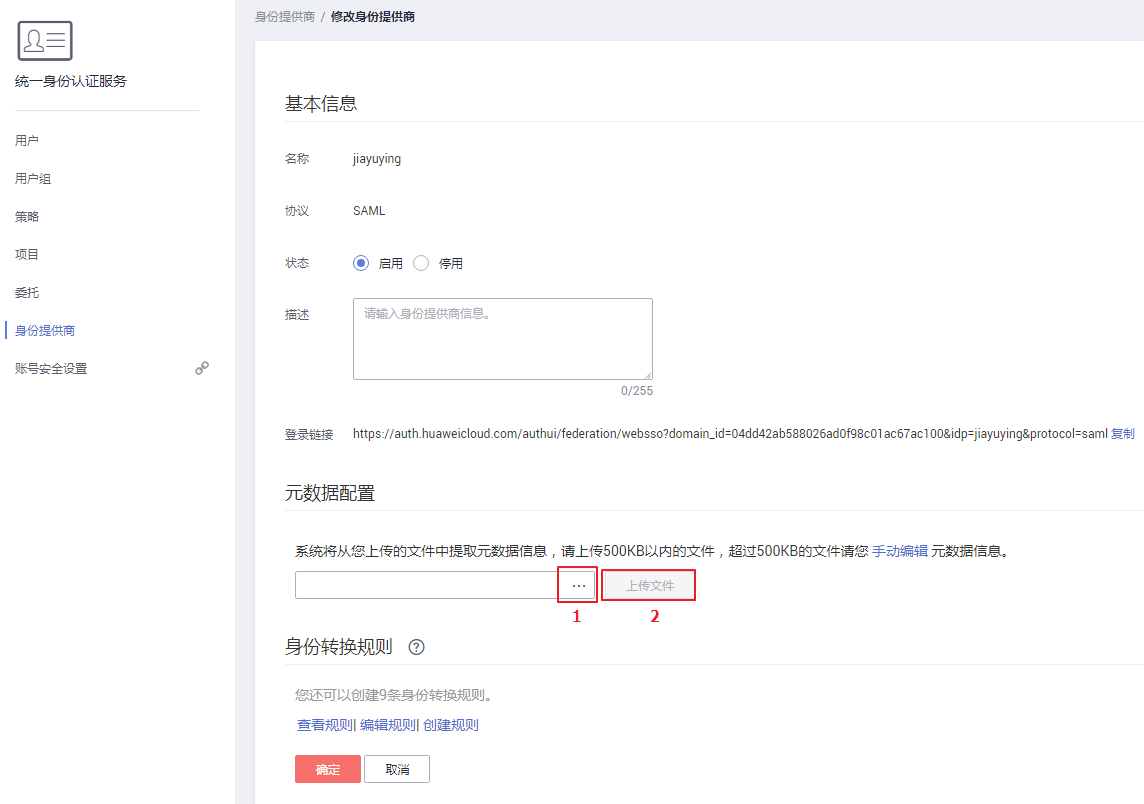 身份提供商 / 修改身份提供商
统一身份认证服务
用户
用户组
策略
项目
委托
身份提供商
账号安全设置
基本信息
名称 jiayuying
协议 SAML
状态 启用 停用
描述 请输入身份提供商信息。
0/255
登录链接 https://auth.huaweicloud.com/authui/federation/websso?domain_id=04dd42ab588026ad0f98c01ac67ac100&idp=jiayuying&protocol=saml 复制
元数据配置
系统将从您上传的文件中提取元数据信息，请上传500KB以内的文件，超过500KB的文件请您 手动编辑 元数据信息。
... 上传文件
1 2
身份转换规则 ?
您还可以创建9条身份转换规则。
查看规则| 编辑规则| 创建规则
确定 取消